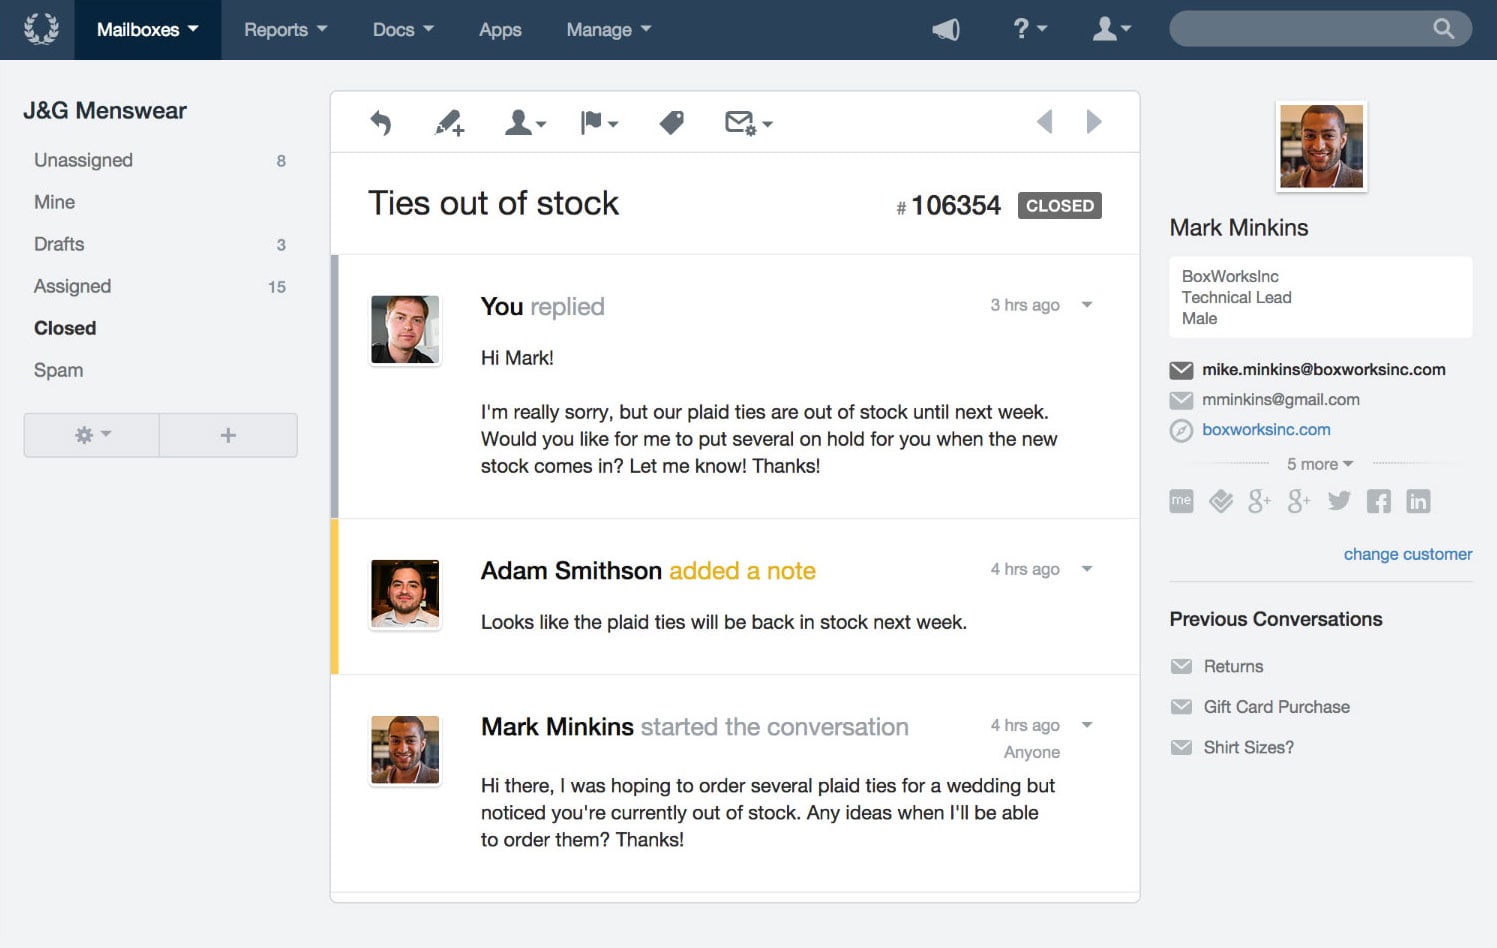 Mailboxes
Reports
Docs
Apps
Manage
?
J&G Menswear
Unassigned 8
Mine
Drafts 3
Assigned 15
Closed
Spam
Ties out of stock
# 106354 CLOSED
You replied 3 hrs ago
Hi Mark!
I'm really sorry, but our plaid ties are out of stock until next week.
Would you like for me to put several on hold for you when the new
stock comes in? Let me know! Thanks!
Adam Smithson added a note 4 hrs ago
Looks like the plaid ties will be back in stock next week.
Mark Minkins started the conversation 4 hrs ago
Anyone
Hi there, I was hoping to order several plaid ties for a wedding but
noticed you're currently out of stock. Any ideas when I'll be able
to order them? Thanks!
Mark Minkins
BoxWorksInc
Technical Lead
Male
mike.minkins@boxworksinc.com
mminkins@gmail.com
boxworksinc.com
5 more
me g+ g+ f in
change customer
Previous Conversations
Returns
Gift Card Purchase
Shirt Sizes?